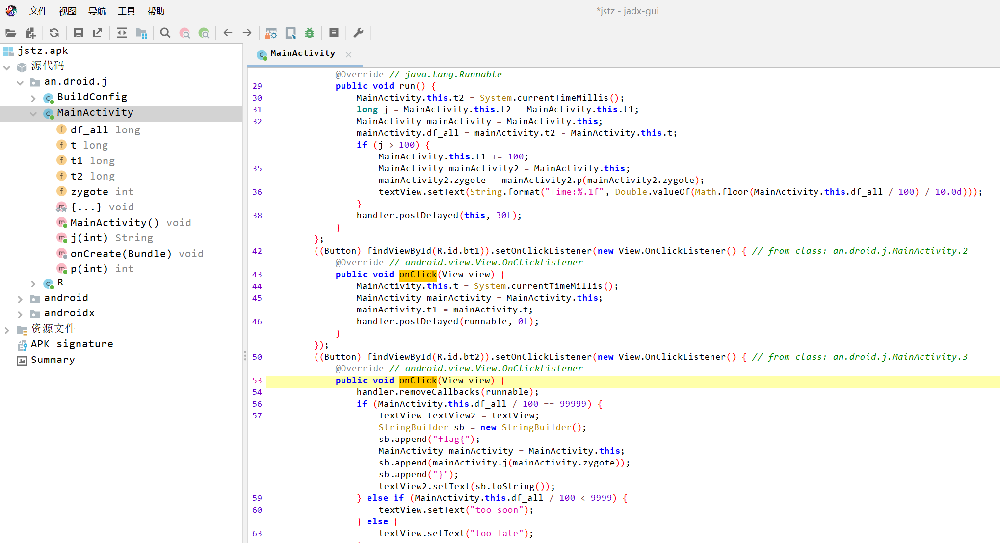 文件 视图 导航 工具 帮助
*jstz - jadx-gui
jstz.apk
源代码
an.droid.j
BuildConfig
MainActivity
df_all long
t long
t1 long
t2 long
zygote int
{...} void
MainActivity() void
j(int) String
onCreate(Bundle) void
p(int) int
R
android
androidx
资源文件
APK signature
Summary
MainActivity
@Override // java.lang.Runnable
29 public void run() {
30 MainActivity.this.t2 = System.currentTimeMillis();
31 long j = MainActivity.this.t2 - MainActivity.this.t1;
32 MainActivity mainActivity = MainActivity.this;
mainActivity.df_all = mainActivity.t2 - MainActivity.this.t;
if (j > 100) {
MainActivity.this.t1 += 100;
35 MainActivity mainActivity2 = MainActivity.this;
mainActivity2.zygote = mainActivity2.p(mainActivity2.zygote);
36 textView.setText(String.format("Time:%.1f", Double.valueOf(Math.floor(MainActivity.this.df_all / 100) / 10.0d)));
}
38 handler.postDelayed(this, 30L);
}
};
42 ((Button) findViewById(R.id.bt1)).setOnClickListener(new View.OnClickListener() { // from class: an.droid.j.MainActivity.2
@Override // android.view.View.OnClickListener
43 public void onClick(View view) {
44 MainActivity.this.t = System.currentTimeMillis();
45 MainActivity mainActivity = MainActivity.this;
mainActivity.t1 = mainActivity.t;
46 handler.postDelayed(runnable, 0L);
}
});
50 ((Button) findViewById(R.id.bt2)).setOnClickListener(new View.OnClickListener() { // from class: an.droid.j.MainActivity.3
@Override // android.view.View.OnClickListener
53 public void onClick(View view) {
54 handler.removeCallbacks(runnable);
56 if (MainActivity.this.df_all / 100 == 99999) {
57 TextView textView2 = textView;
StringBuilder sb = new StringBuilder();
sb.append("flag{");
MainActivity mainActivity = MainActivity.this;
sb.append(mainActivity.j(mainActivity.zygote));
sb.append("}");
textView2.setText(sb.toString());
59 } else if (MainActivity.this.df_all / 100 < 9999) {
60 textView.setText("too soon");
} else {
63 textView.setText("too late");